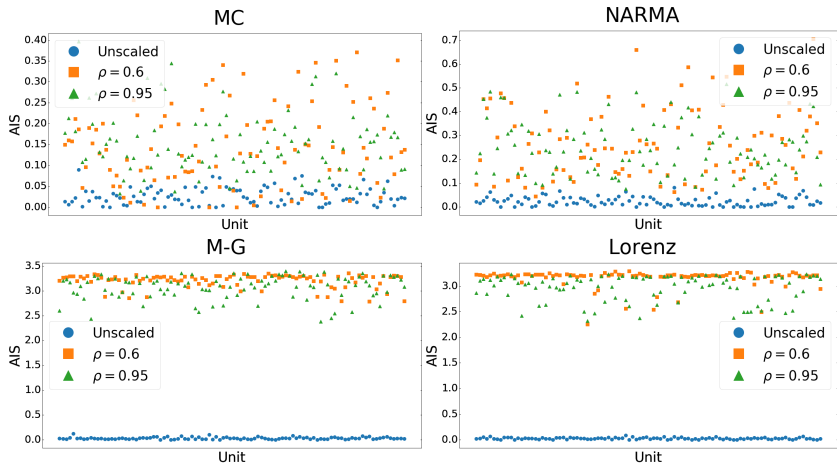 MC
0.40
0.35
0.30
0.25
0.20
0.15
0.10
0.05
0.00
AIS
Unscaled
ρ = 0.6
ρ = 0.95
Unit
NARMA
0.7
0.6
0.5
0.4
0.3
0.2
0.1
0.0
AIS
Unscaled
ρ = 0.6
ρ = 0.95
Unit
M-G
3.5
3.0
2.5
2.0
1.5
1.0
0.5
0.0
AIS
Unscaled
ρ = 0.6
ρ = 0.95
Unit
Lorenz
3.0
2.5
2.0
1.5
1.0
0.5
0.0
AIS
Unscaled
ρ = 0.6
ρ = 0.95
Unit